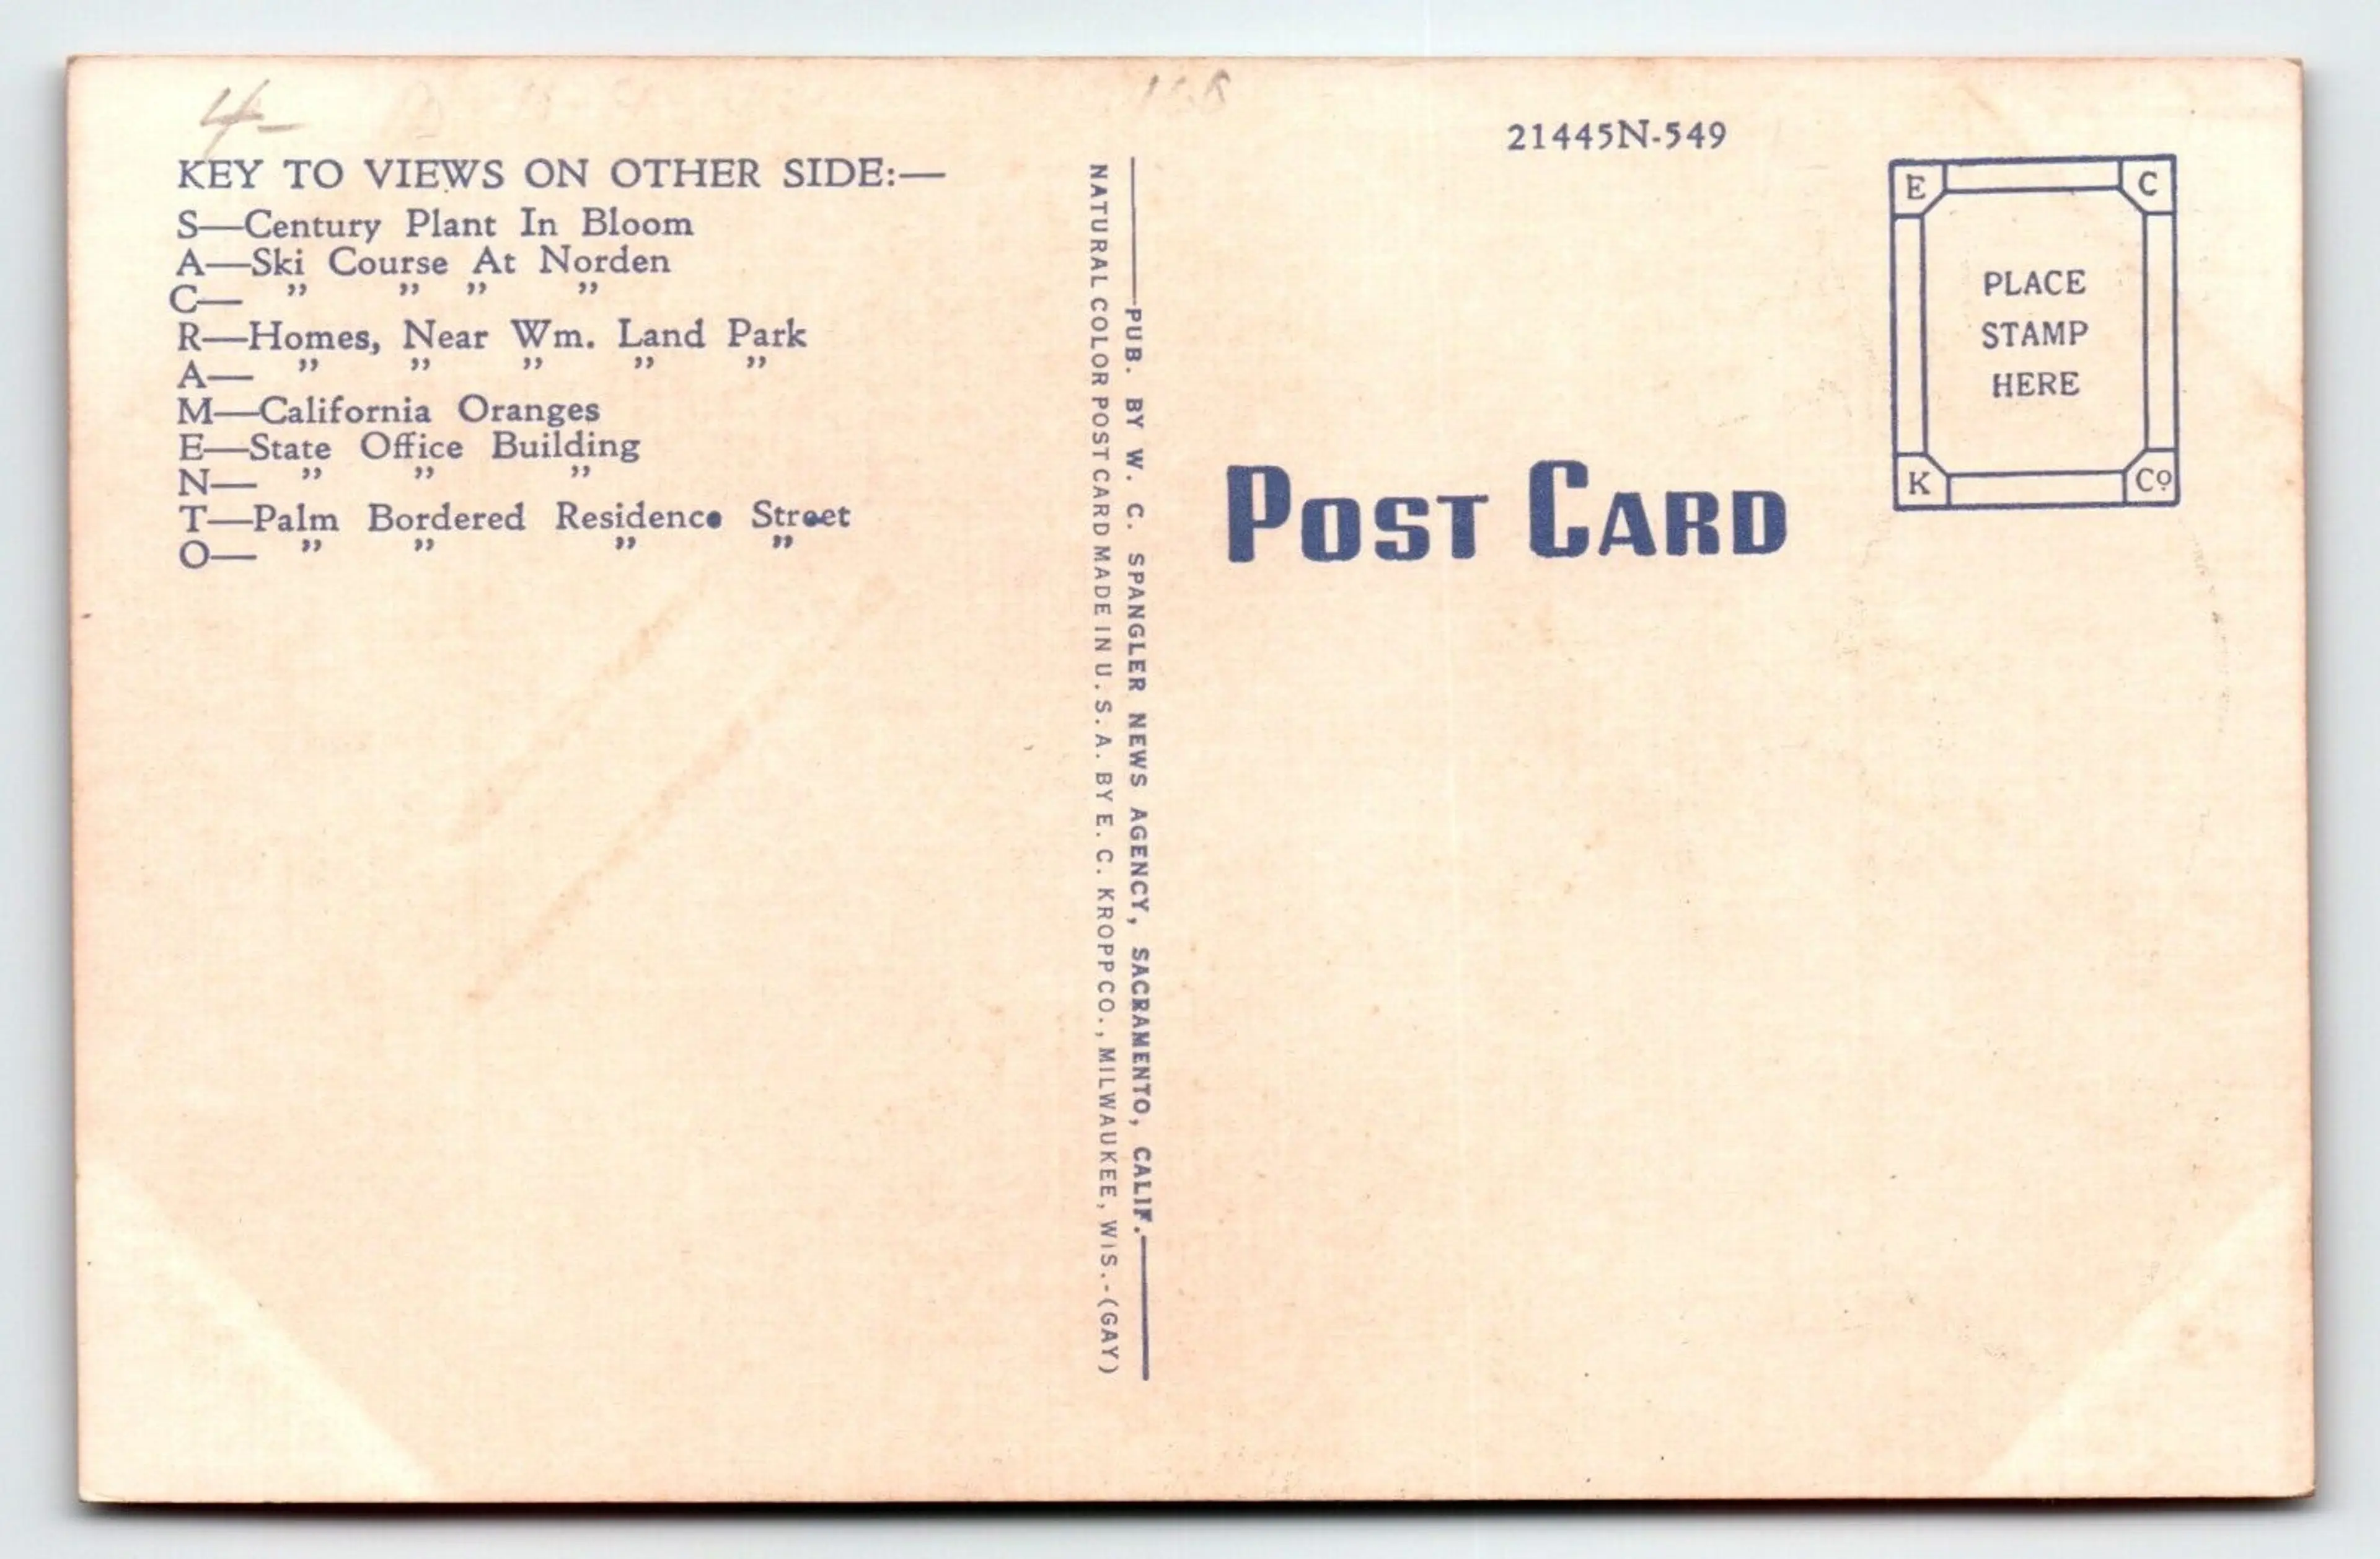 4-
KEY TO VIEWS ON OTHER SIDE:—
S—Century Plant In Bloom
A—Ski Course At Norden
C— ” ” ” ”
R—Homes, Near Wm. Land Park
A— ” ” ” ” ”
M—California Oranges
E—State Office Building
N— ” ” ”
T—Palm Bordered Residence Street
O— ” ” ” ”
PUB. BY W. C. SPANGLER NEWS AGENCY, SACRAMENTO, CALIF.
NATURAL COLOR POST CARD MADE IN U. S. A. BY E. C. KROPP CO., MILWAUKEE, WIS.-(GAY)
21445N-549
POST CARD
E C
PLACE
STAMP
HERE
K Co